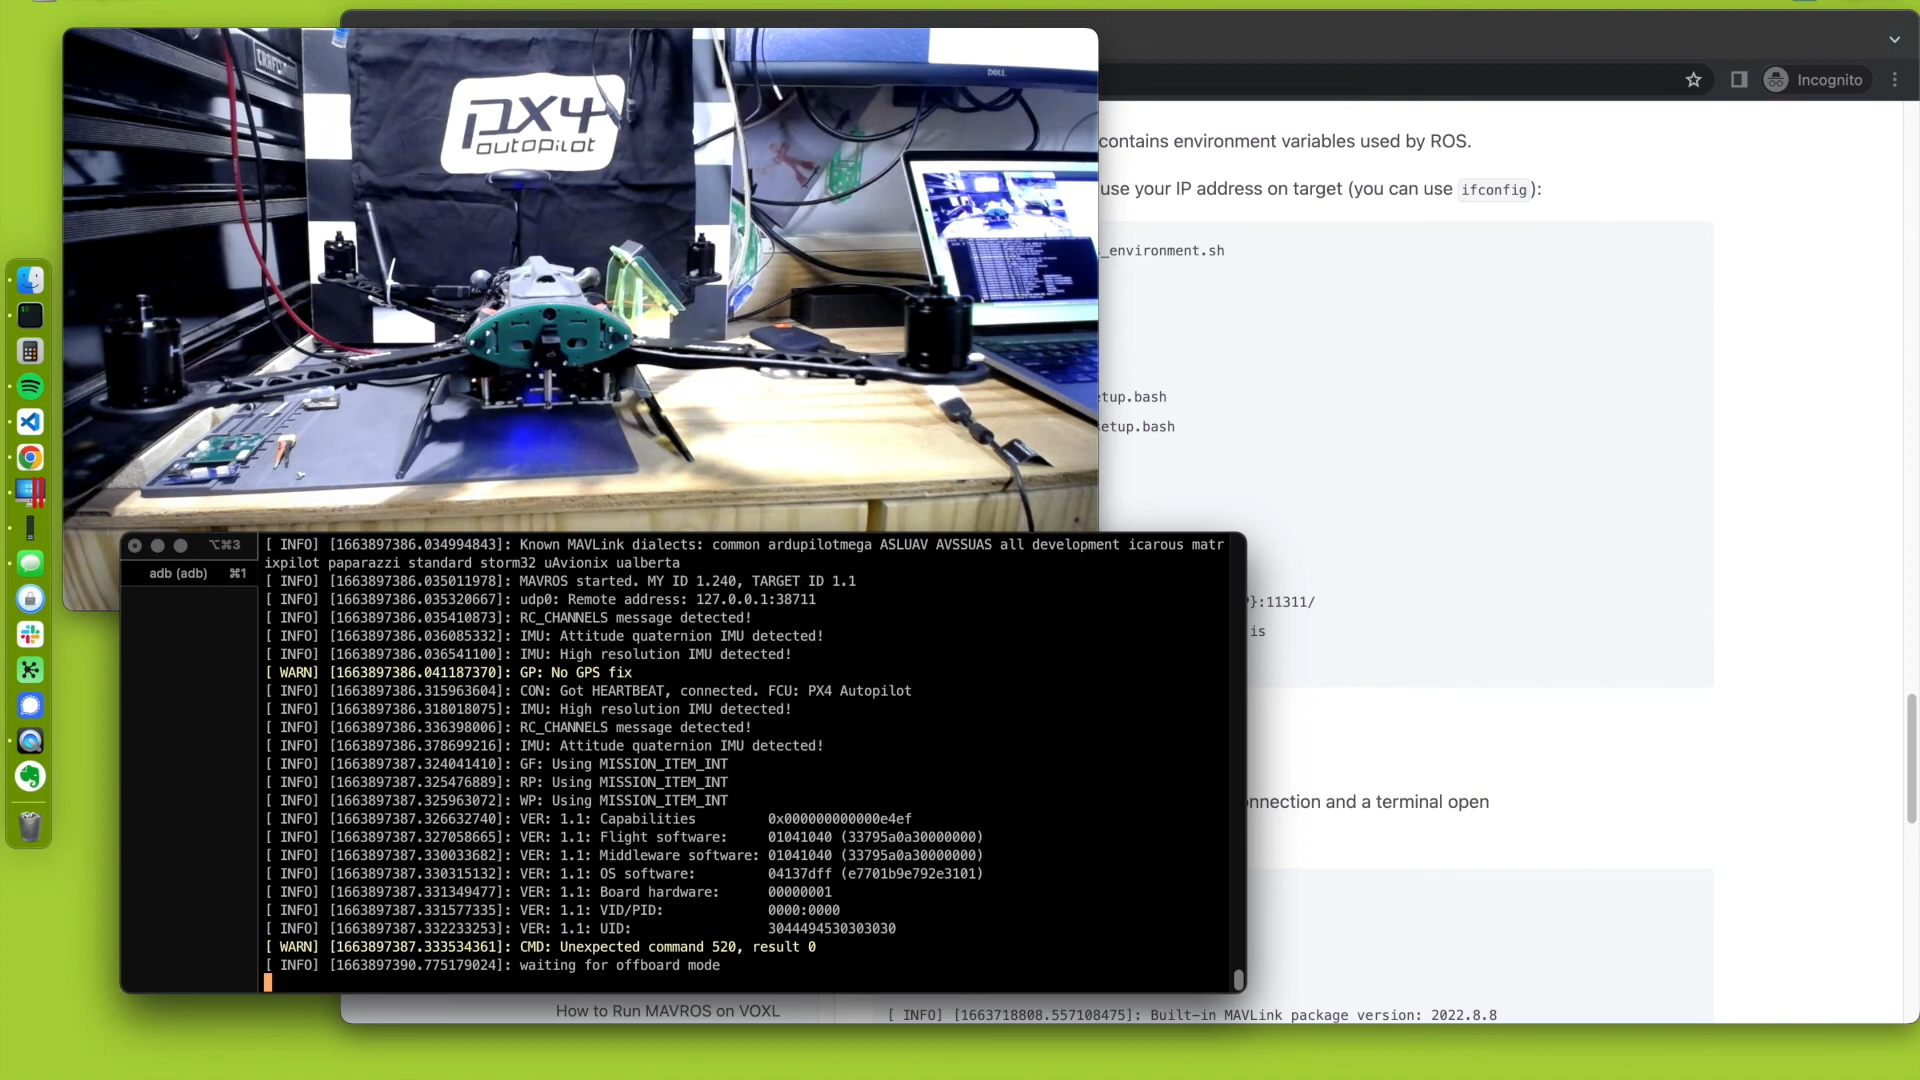 CRAFTSM
DELL
PX4
autopilot
Incognito
contains environment variables used by ROS.
use your IP address on target (you can use ifconfig):
_environment.sh
etup.bash
setup.bash
P}:11311/
is
onnection and a terminal open
⌥⌘3
adb (adb) ⌘1
[ INFO] [1663897386.034994843]: Known MAVLink dialects: common ardupilotmega ASLUAV AVSSUAS all development icarous matr
ixpilot paparazzi standard storm32 uAvionix ualberta
[ INFO] [1663897386.035011978]: MAVROS started. MY ID 1.240, TARGET ID 1.1
[ INFO] [1663897386.035320667]: udp0: Remote address: 127.0.0.1:38711
[ INFO] [1663897386.035410873]: RC_CHANNELS message detected!
[ INFO] [1663897386.036085332]: IMU: Attitude quaternion IMU detected!
[ INFO] [1663897386.036541100]: IMU: High resolution IMU detected!
[ WARN] [1663897386.041187370]: GP: No GPS fix
[ INFO] [1663897386.315963604]: CON: Got HEARTBEAT, connected. FCU: PX4 Autopilot
[ INFO] [1663897386.318018075]: IMU: High resolution IMU detected!
[ INFO] [1663897386.336398006]: RC_CHANNELS message detected!
[ INFO] [1663897386.378699216]: IMU: Attitude quaternion IMU detected!
[ INFO] [1663897387.324041410]: GF: Using MISSION_ITEM_INT
[ INFO] [1663897387.325476889]: RP: Using MISSION_ITEM_INT
[ INFO] [1663897387.325963072]: WP: Using MISSION_ITEM_INT
[ INFO] [1663897387.326632740]: VER: 1.1: Capabilities 0x000000000000e4ef
[ INFO] [1663897387.327058665]: VER: 1.1: Flight software: 01041040 (33795a0a30000000)
[ INFO] [1663897387.330033682]: VER: 1.1: Middleware software: 01041040 (33795a0a30000000)
[ INFO] [1663897387.330315132]: VER: 1.1: OS software: 04137dff (e7701b9e792e3101)
[ INFO] [1663897387.331349477]: VER: 1.1: Board hardware: 00000001
[ INFO] [1663897387.331577335]: VER: 1.1: VID/PID: 0000:0000
[ INFO] [1663897387.332233253]: VER: 1.1: UID: 3044494530303030
[ WARN] [1663897387.333534361]: CMD: Unexpected command 520, result 0
[ INFO] [1663897390.775179024]: waiting for offboard mode
How to Run MAVROS on VOXL
[ INFO] [1663718808.557108475]: Built-in MAVLink package version: 2022.8.8